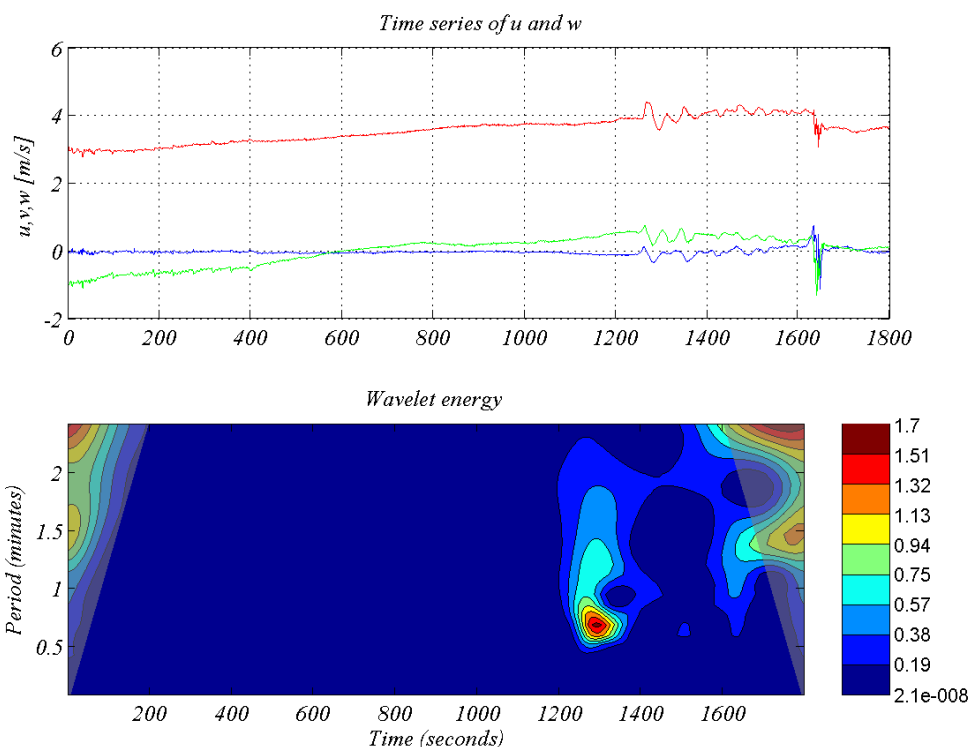 Time series of u and w
u,v,w [m/s]
6
4
2
0
-2
0 200 400 600 800 1000 1200 1400 1600 1800
Wavelet energy
Period (minutes)
2
1.5
1
0.5
200 400 600 800 1000 1200 1400 1600
Time (seconds)
1.7
1.51
1.32
1.13
0.94
0.75
0.57
0.38
0.19
2.1e-008